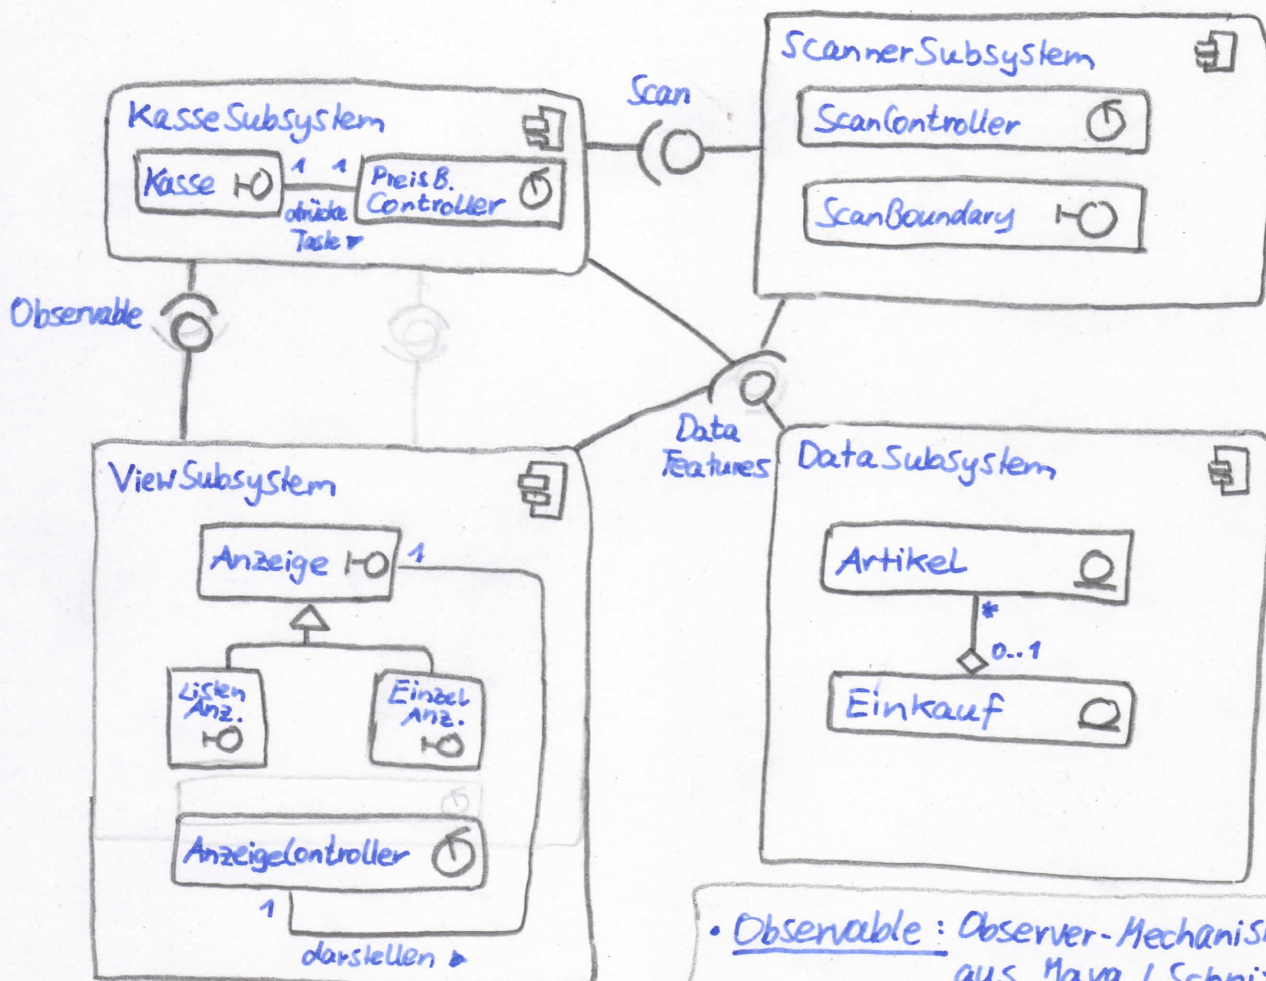 Scan
ScannerSubsystem
ScanController
ScanBoundary
KasseSubsystem
Kasse
1 1
PreisB.
Controller
drücke
Taste ▸
Observable
Data
Features
ViewSubsystem
Anzeige
1
Listen
Anz.
Einzel
Anz.
AnzeigeController
1
darstellen ▸
DataSubsystem
Artikel
*
0..1
Einkauf
• Observable : Observer-Mechanis
aus